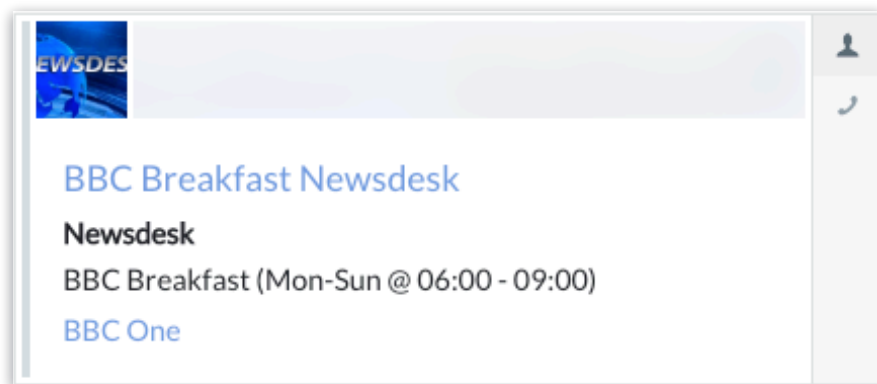 EWSDES
BBC Breakfast Newsdesk
Newsdesk
BBC Breakfast (Mon-Sun @ 06:00 - 09:00)
BBC One